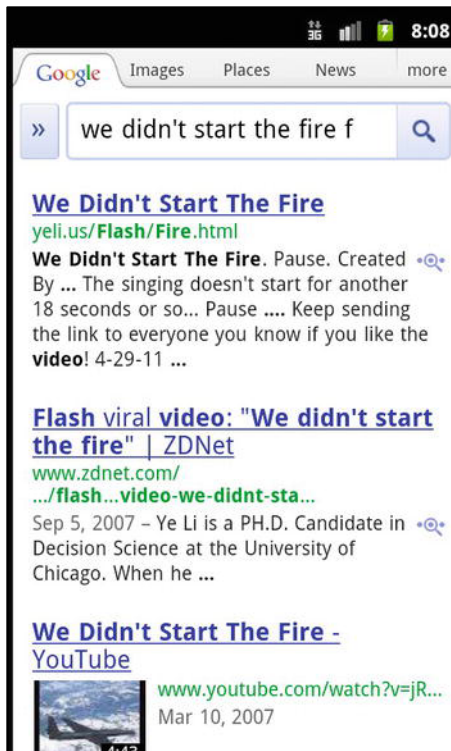 3G 8:08
Google Images Places News more
» we didn't start the fire f
We Didn't Start The Fire
yeli.us/Flash/Fire.html
We Didn't Start The Fire. Pause. Created
By ... The singing doesn't start for another
18 seconds or so... Pause .... Keep sending
the link to everyone you know if you like the
video! 4-29-11 ...
Flash viral video: "We didn't start
the fire" | ZDNet
www.zdnet.com/
.../flash...video-we-didnt-sta...
Sep 5, 2007 – Ye Li is a PH.D. Candidate in
Decision Science at the University of
Chicago. When he ...
We Didn't Start The Fire -
YouTube
www.youtube.com/watch?v=jR...
Mar 10, 2007
4:43